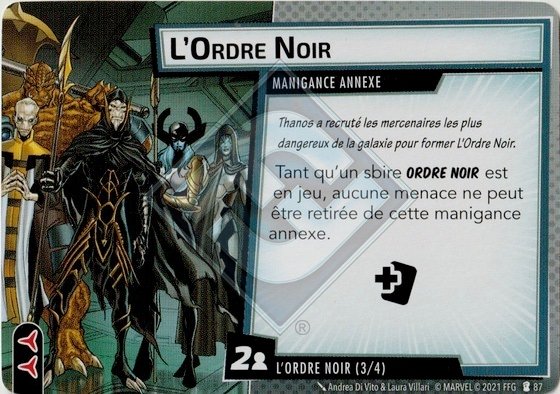 L'Ordre Noir
MANIGANCE ANNEXE
Thanos a recruté les mercenaires les plus
dangereux de la galaxie pour former L'Ordre Noir.
Tant qu'un sbire ORDRE NOIR est
en jeu, aucune menace ne peut
être retirée de cette manigance
annexe.
®
2
L'ORDRE NOIR (3/4)
Andrea Di Vito & Laura Villari © MARVEL © 2021 FFG 87